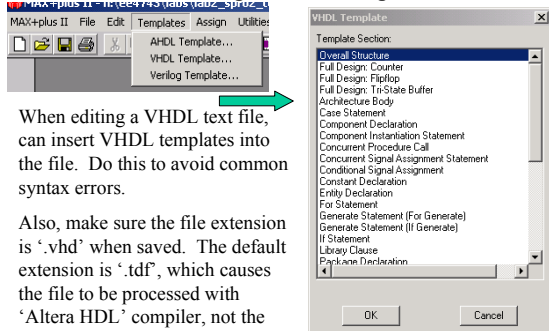 MAX+plus II - h:\ee4743\labs\lab2_spr02_
MAX+plus II File Edit Templates Assign Utilities
AHDL Template...
VHDL Template...
Verilog Template...
When editing a VHDL text file,
can insert VHDL templates into
the file. Do this to avoid common
syntax errors.
Also, make sure the file extension
is ‘.vhd’ when saved. The default
extension is ‘.tdf’, which causes
the file to be processed with
‘Altera HDL’ compiler, not the
VHDL Template
Template Section:
Overall Structure
Full Design: Counter
Full Design: Flipflop
Full Design: Tri-State Buffer
Architecture Body
Case Statement
Component Declaration
Component Instantiation Statement
Concurrent Procedure Call
Concurrent Signal Assignment Statement
Conditional Signal Assignment
Constant Declaration
Entity Declaration
For Statement
Generate Statement (For Generate)
Generate Statement (If Generate)
If Statement
Library Clause
Package Declaration
OK
Cancel